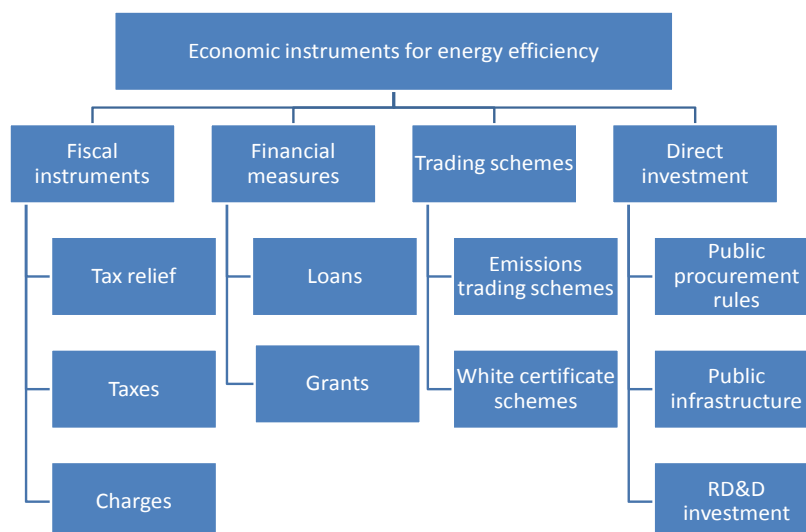 Economic instruments for energy efficiency
Fiscal
instruments
Financial
measures
Trading schemes
Direct
investment
Tax relief
Loans
Emissions
trading schemes
Public
procurement
rules
Taxes
Grants
White certificate
schemes
Public
infrastructure
Charges
RD&D
investment